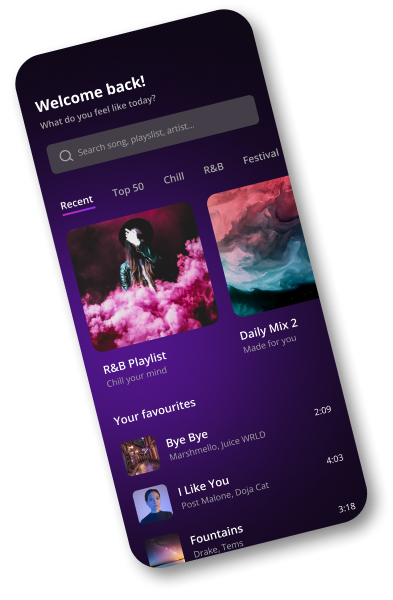 Welcome back!
What do you feel like today?
Search song, playslist, artist...
Recent Top 50 Chill R&B Festival
R&B Playlist
Chill your mind
Daily Mix 2
Made for you
Your favourites
Bye Bye
Marshmello, Juice WRLD
2:09
I Like You
Post Malone, Doja Cat
4:03
Fountains
Drake, Tems
3:18